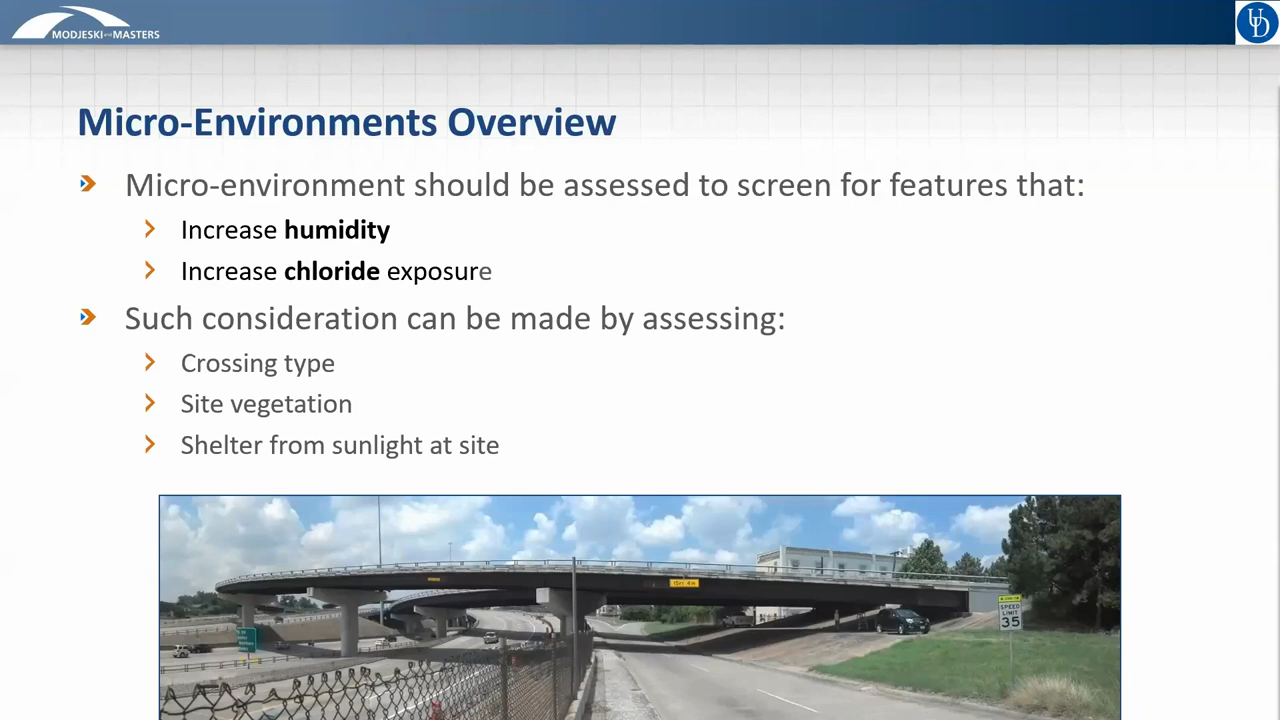 MODJESKI and MASTERS
UD
Micro-Environments Overview
Micro-environment should be assessed to screen for features that:
Increase humidity
Increase chloride exposure
Such consideration can be made by assessing:
Crossing type
Site vegetation
Shelter from sunlight at site
SPEED
LIMIT
35